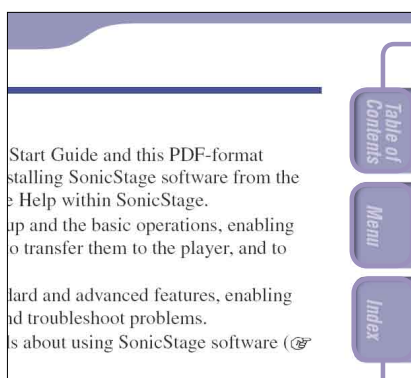 Start Guide and this PDF-format
stalling SonicStage software from the
e Help within SonicStage.
up and the basic operations, enabling
o transfer them to the player, and to
dard and advanced features, enabling
nd troubleshoot problems.
ls about using SonicStage software (☞
Table of
Contents
Menu
Index